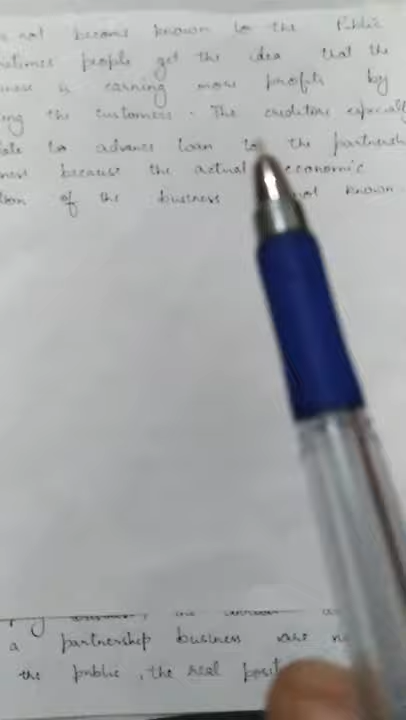 not become known to the Public
people get the idea that the
is earning more profits by
the customers. The creditors
to advance loan to the
because the actual economic
of the business not known
a partnership business are
the public, the real